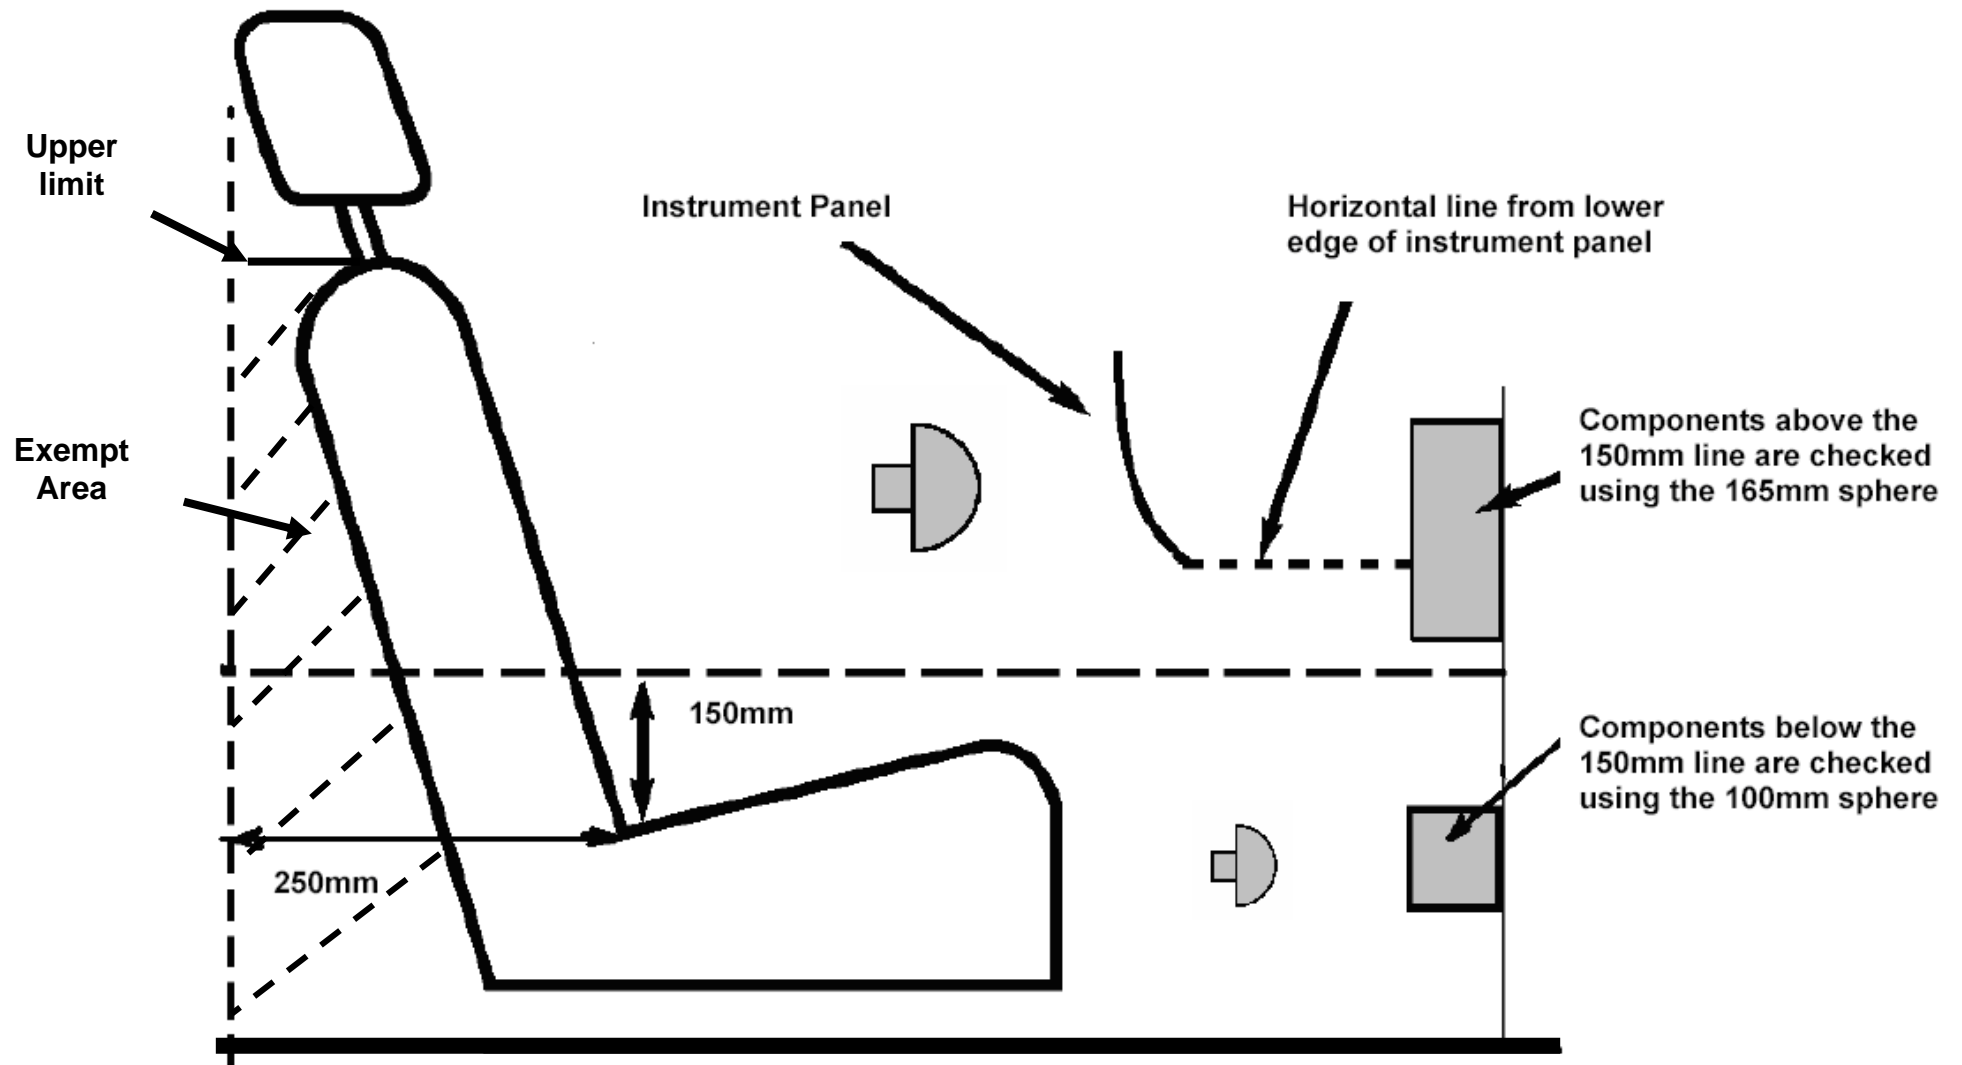 Upper
limit
Instrument Panel
Horizontal line from lower
edge of instrument panel
Exempt
Area
Components above the
150mm line are checked
using the 165mm sphere
150mm
Components below the
150mm line are checked
using the 100mm sphere
250mm